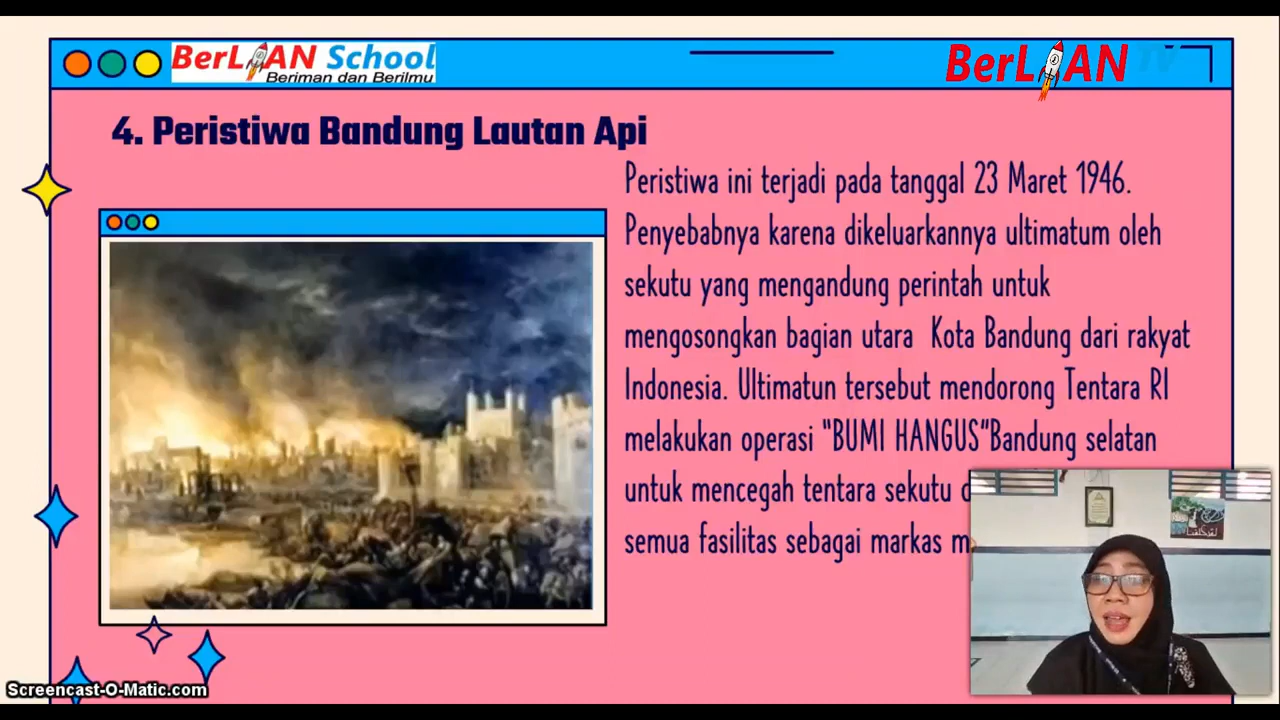 BerLIAN School
Beriman dan Berilmu
BerLIAN TV
4. Peristiwa Bandung Lautan Api
Peristiwa ini terjadi pada tanggal 23 Maret 1946.
Penyebabnya karena dikeluarkannya ultimatum oleh
sekutu yang mengandung perintah untuk
mengosongkan bagian utara Kota Bandung dari rakyat
Indonesia. Ultimatun tersebut mendorong Tentara RI
melakukan operasi "BUMI HANGUS"Bandung selatan
untuk mencegah tentara sekutu
semua fasilitas sebagai markas
Screencast-O-Matic.com